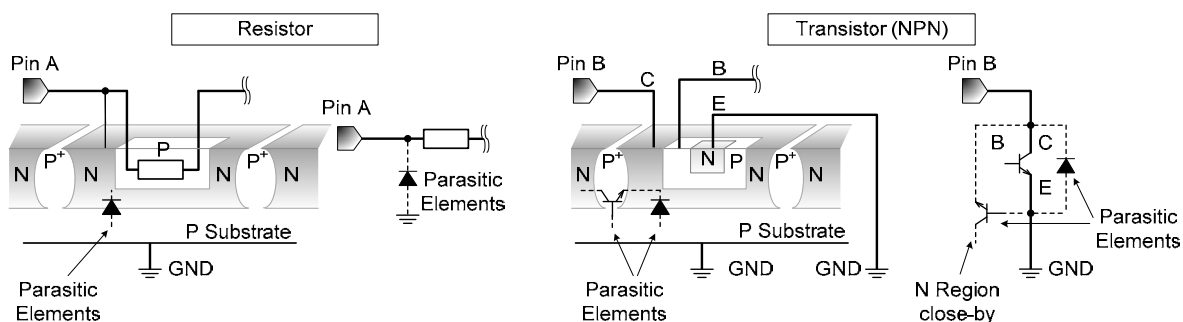 Resistor
Pin A
N
P+
N
P
N
P+
N
Parasitic
Elements
P Substrate
GND
Pin A
Parasitic
Elements
Transistor (NPN)
Pin B
C
B
E
N
P+
N
N
P
N
P+
N
P Substrate
Parasitic
Elements
GND
GND
Pin B
B
C
E
Parasitic
Elements
GND
N Region
close-by